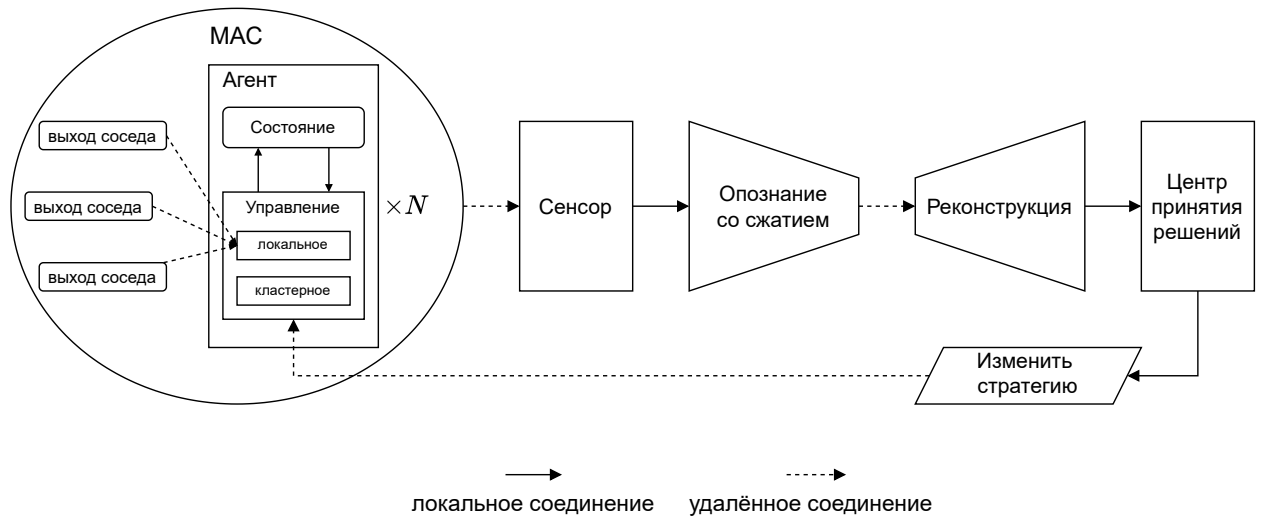 МАС
Агент
Состояние
выход соседа
выход соседа
выход соседа
Управление
локальное
кластерное
×N
Сенсор
Опознание
со сжатием
Реконструкция
Центр
принятия
решений
Изменить
стратегию
локальное соединение
удалённое соединение